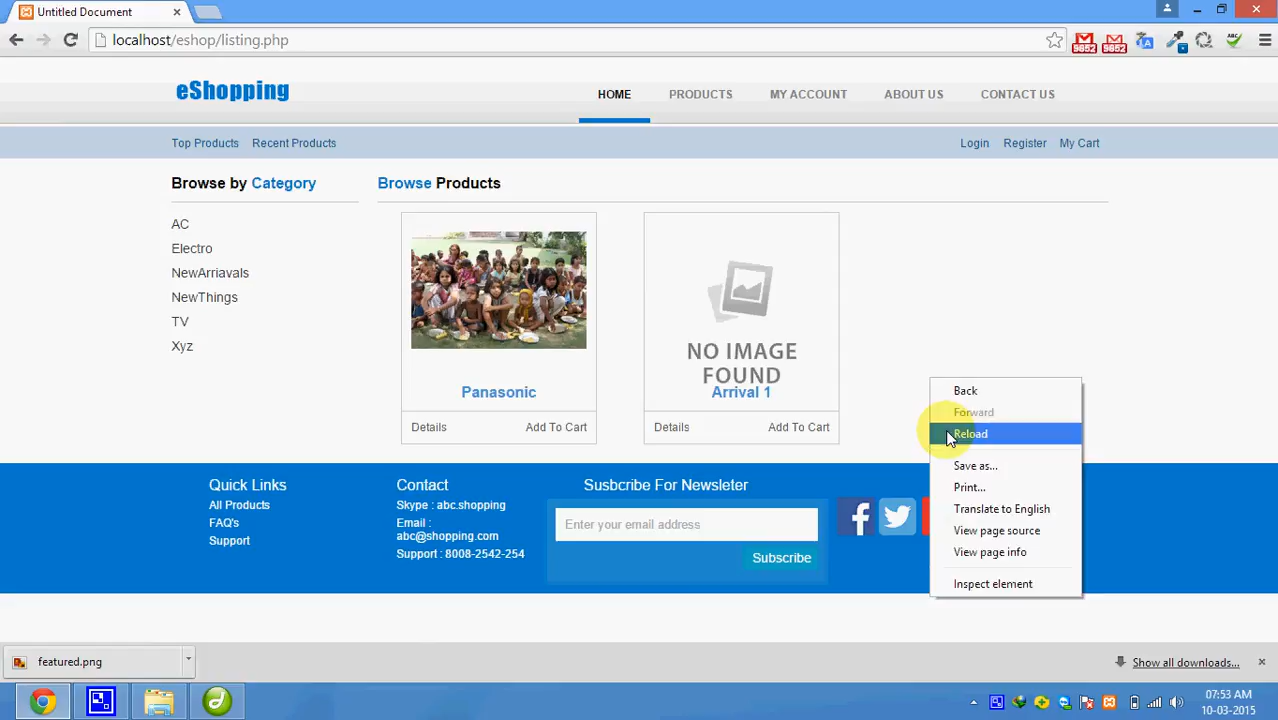 Untitled Document
localhost/eshop/listing.php
9852 9852 ABC
eShopping
HOME PRODUCTS MY ACCOUNT ABOUT US CONTACT US
Top Products Recent Products Login Register My Cart
Browse by Category
Browse Products
AC
Electro
NewArriavals
NewThings
TV
Xyz
Panasonic
Details Add To Cart
NO IMAGE
FOUND
Arrival 1
Details Add To Cart
Back
Forward
Reload
Save as...
Print...
Translate to English
View page source
View page info
Inspect element
Quick Links
All Products
FAQ's
Support
Contact
Skype : abc.shopping
Email :
abc@shopping.com
Support : 8008-2542-254
Susbcribe For Newsleter
Enter your email address
Subscribe
featured.png
Show all downloads...
07:53 AM
10-03-2015